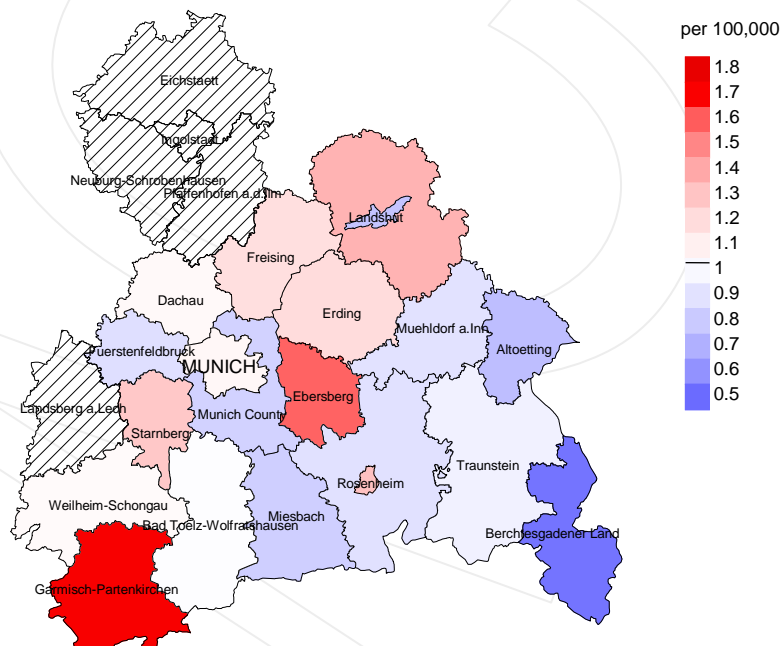 per 100,000
1.8
1.7
1.6
1.5
1.4
1.3
1.2
1.1
1
0.9
0.8
0.7
0.6
0.5
Eichstaett
Ingolstadt
Neuburg-Schrobenhausen
Pfaffenhofen a.d.Ilm
Landshut
Freising
Dachau
Erding
Muehldorf a.Inn
Altoetting
Fuerstenfeldbruck
MUNICH
Ebersberg
Landsberg a.Lech
Munich County
Starnberg
Traunstein
Rosenheim
Weilheim-Schongau
Miesbach
Bad Toelz-Wolfratshausen
Berchtesgadener Land
Garmisch-Partenkirchen